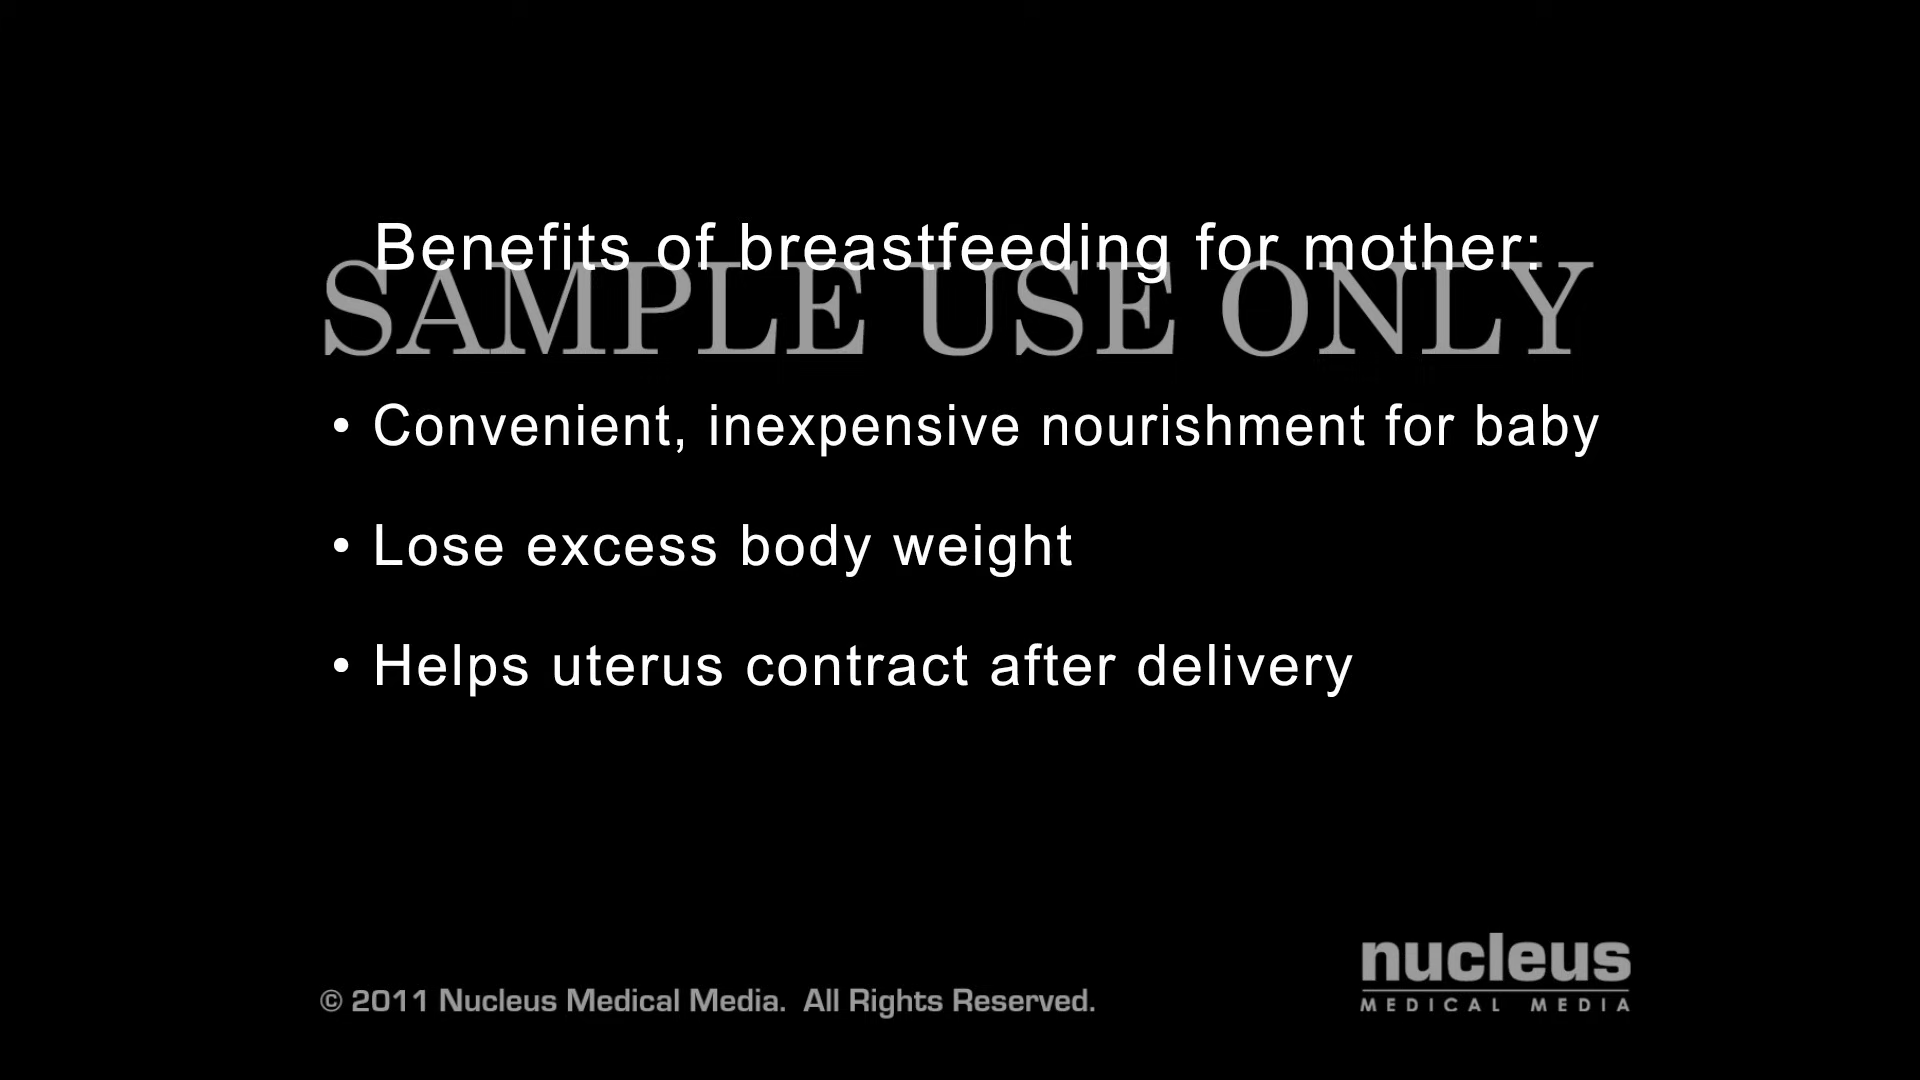 Benefits of breastfeeding for mother:
SAMPLE USE ONLY
• Convenient, inexpensive nourishment for baby
• Lose excess body weight
• Helps uterus contract after delivery
nucleus
MEDICAL MEDIA
© 2011 Nucleus Medical Media. All Rights Reserved.